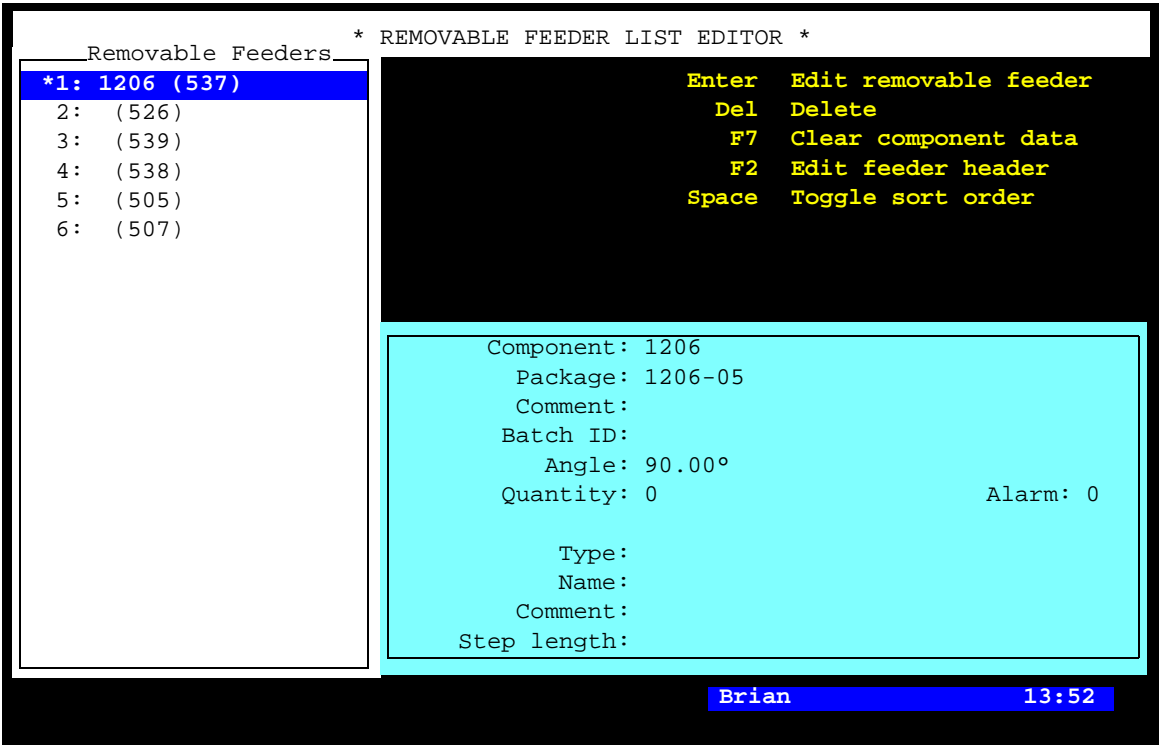 * REMOVABLE FEEDER LIST EDITOR *
Removable Feeders
*1: 1206 (537)
2: (526)
3: (539)
4: (538)
5: (505)
6: (507)
Enter Edit removable feeder
Del Delete
F7 Clear component data
F2 Edit feeder header
Space Toggle sort order
Component: 1206
Package: 1206-05
Comment:
Batch ID:
Angle: 90.00º
Quantity: 0 Alarm: 0
Type:
Name:
Comment:
Step length:
Brian 13:52